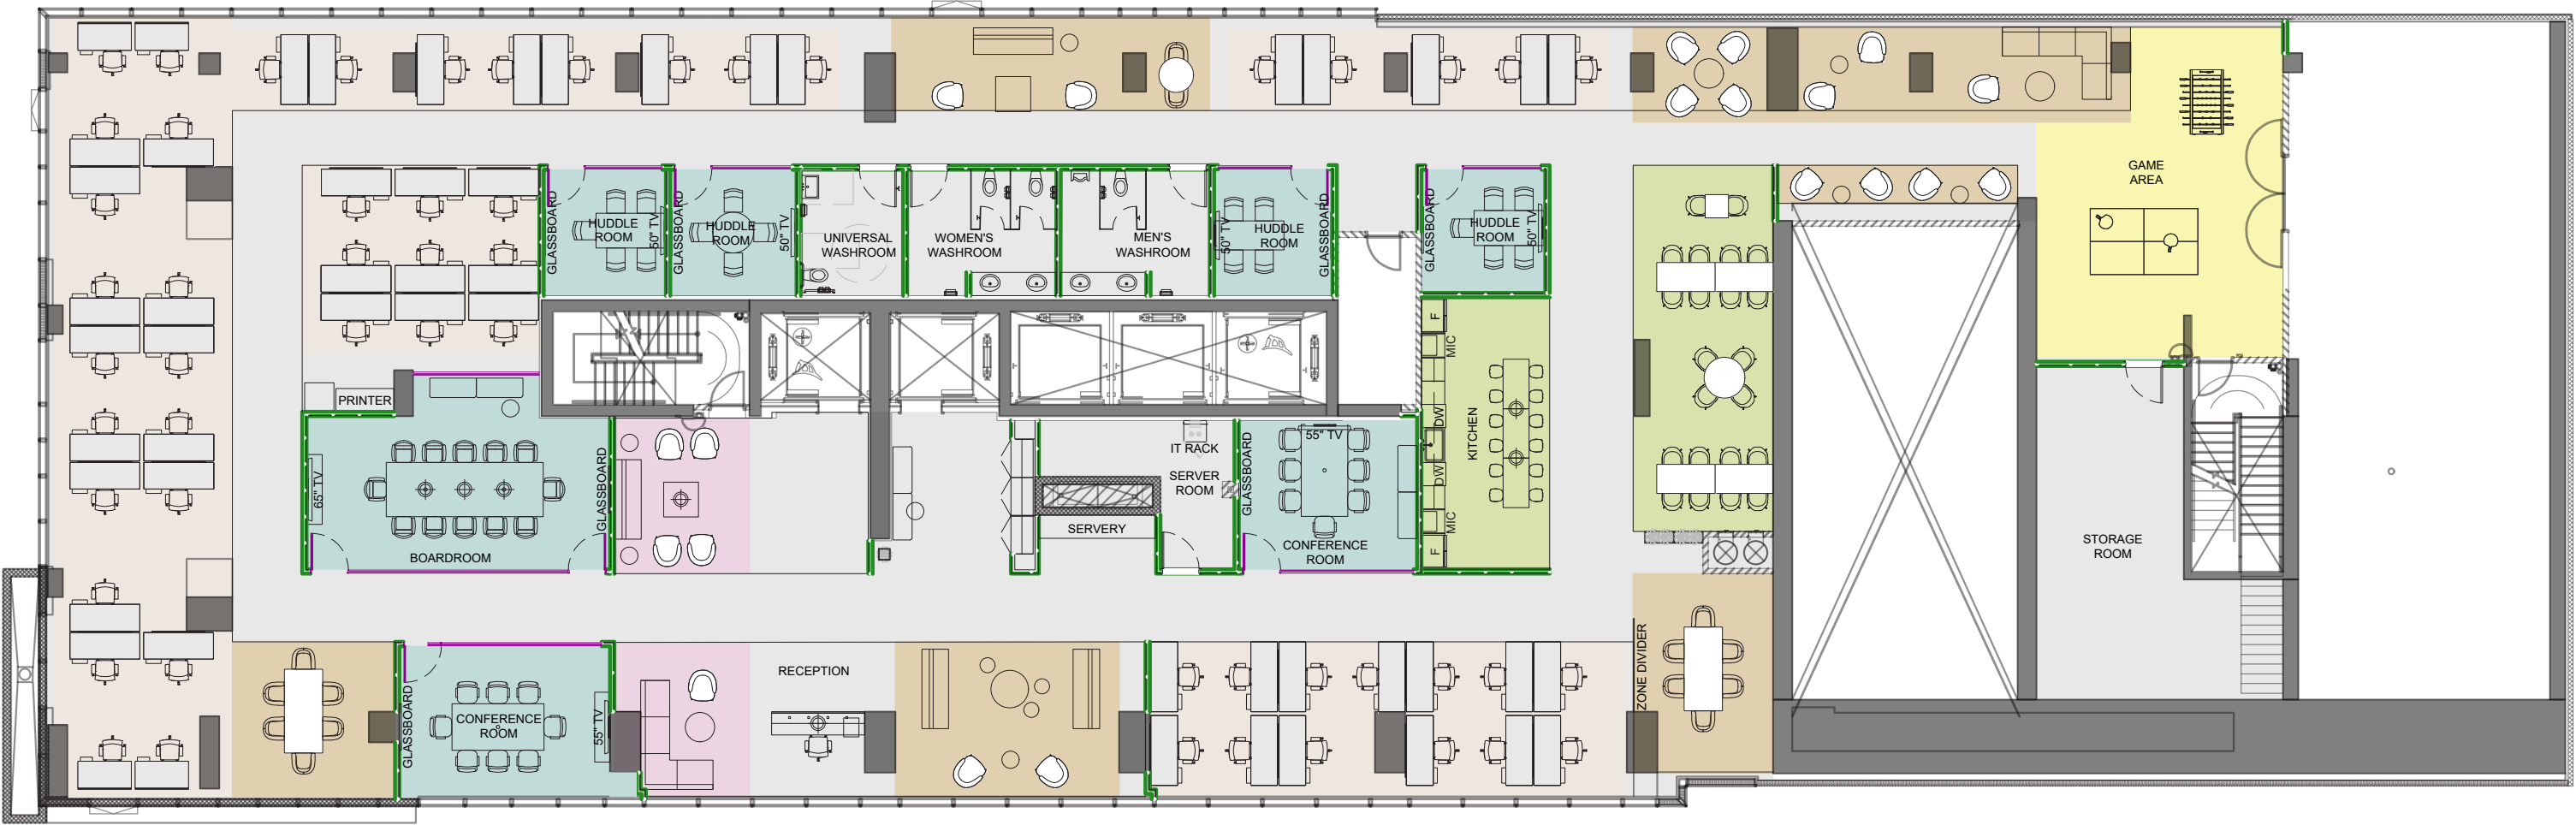 GAME
AREA
GLASSBOARD
HUDDLE
ROOM
50" TV
GLASSBOARD
HUDDLE
ROOM
50" TV
UNIVERSAL
WASHROOM
WOMEN'S
WASHROOM
MEN'S
WASHROOM
50" TV
HUDDLE
ROOM
GLASSBOARD
GLASSBOARD
HUDDLE
ROOM
50" TV
F
MIC
PRINTER
DW
KITCHEN
DW
MIC
F
65" TV
GLASSBOARD
BOARDROOM
IT RACK
SERVER
ROOM
SERVERY
GLASSBOARD
55" TV
CONFERENCE
ROOM
STORAGE
ROOM
GLASSBOARD
CONFERENCE
ROOM
55" TV
RECEPTION
ZONE DIVIDER